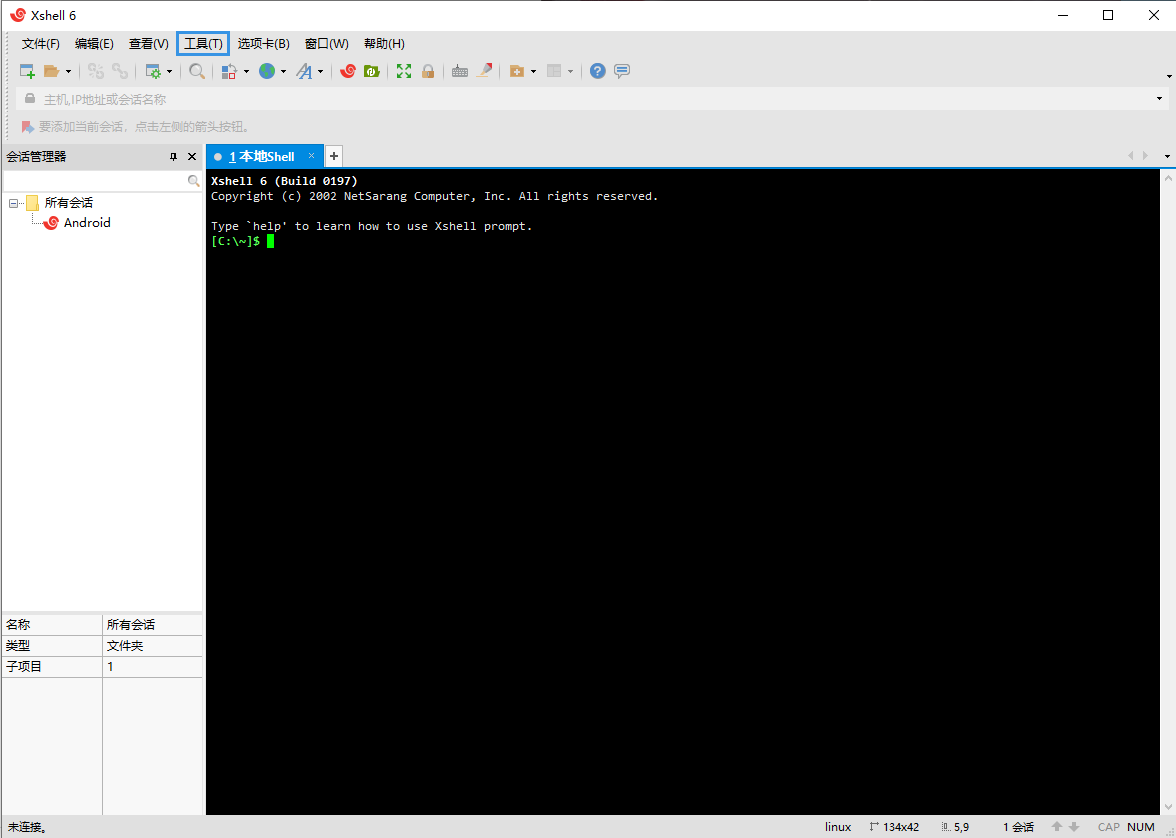 Xshell 6
文件(F) 编辑(E) 查看(V) 工具(T) 选项卡(B) 窗口(W) 帮助(H)
主机,IP地址或会话名称
要添加当前会话，点击左侧的箭头按钮。
会话管理器
1 本地Shell
所有会话
Android
Xshell 6 (Build 0197)
Copyright (c) 2002 NetSarang Computer, Inc. All rights reserved.
Type `help' to learn how to use Xshell prompt.
[C:\~]$
名称 所有会话
类型 文件夹
子项目 1
未连接。 linux 134x42 5,9 1 会话 CAP NUM